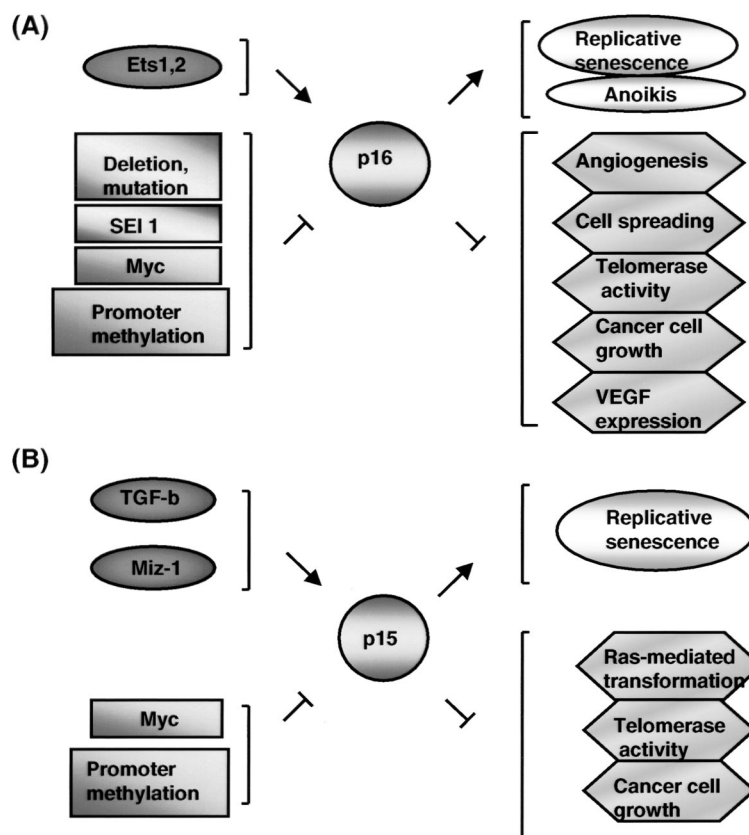 (A)
Ets1,2
Deletion,
mutation
SEI 1
Myc
Promoter
methylation
p16
Replicative
senescence
Anoikis
Angiogenesis
Cell spreading
Telomerase
activity
Cancer cell
growth
VEGF
expression
(B)
TGF-b
Miz-1
Myc
Promoter
methylation
p15
Replicative
senescence
Ras-mediated
transformation
Telomerase
activity
Cancer cell
growth